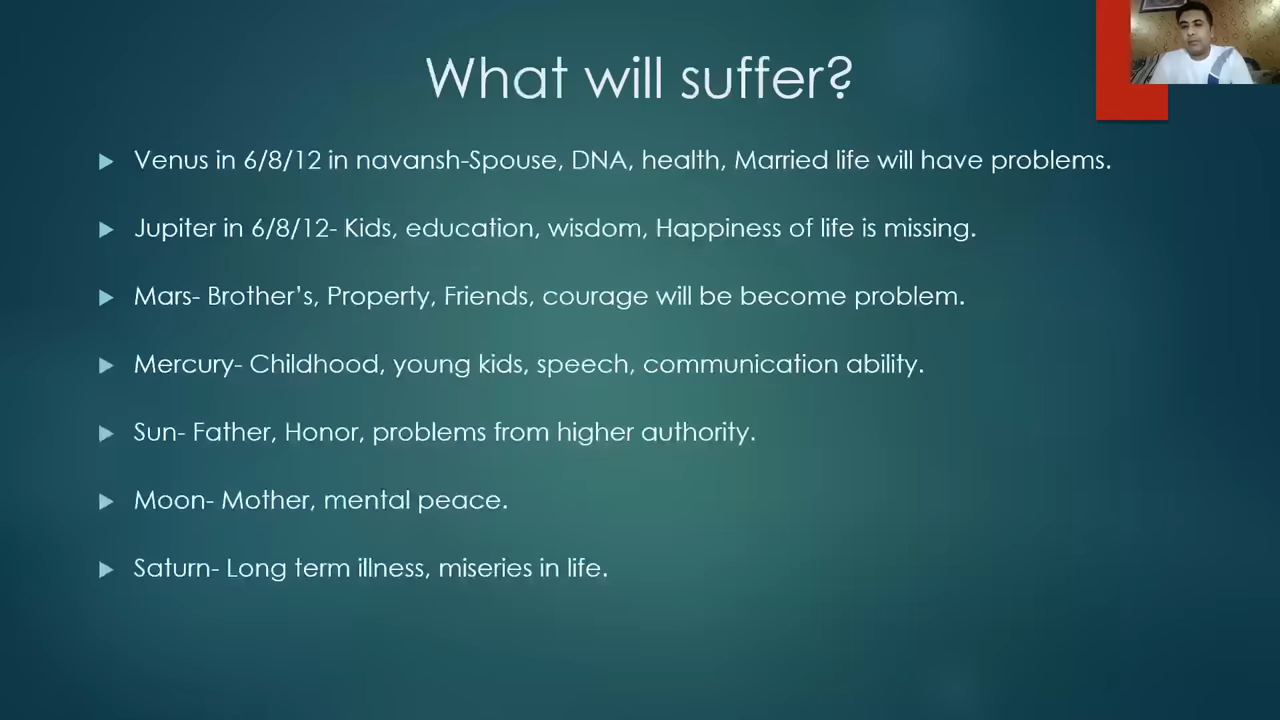 What will suffer?
Venus in 6/8/12 in navansh-Spouse, DNA, health, Married life will have problems.
Jupiter in 6/8/12- Kids, education, wisdom, Happiness of life is missing.
Mars- Brother's, Property, Friends, courage will be become problem.
Mercury- Childhood, young kids, speech, communication ability.
Sun- Father, Honor, problems from higher authority.
Moon- Mother, mental peace.
Saturn- Long term illness, miseries in life.